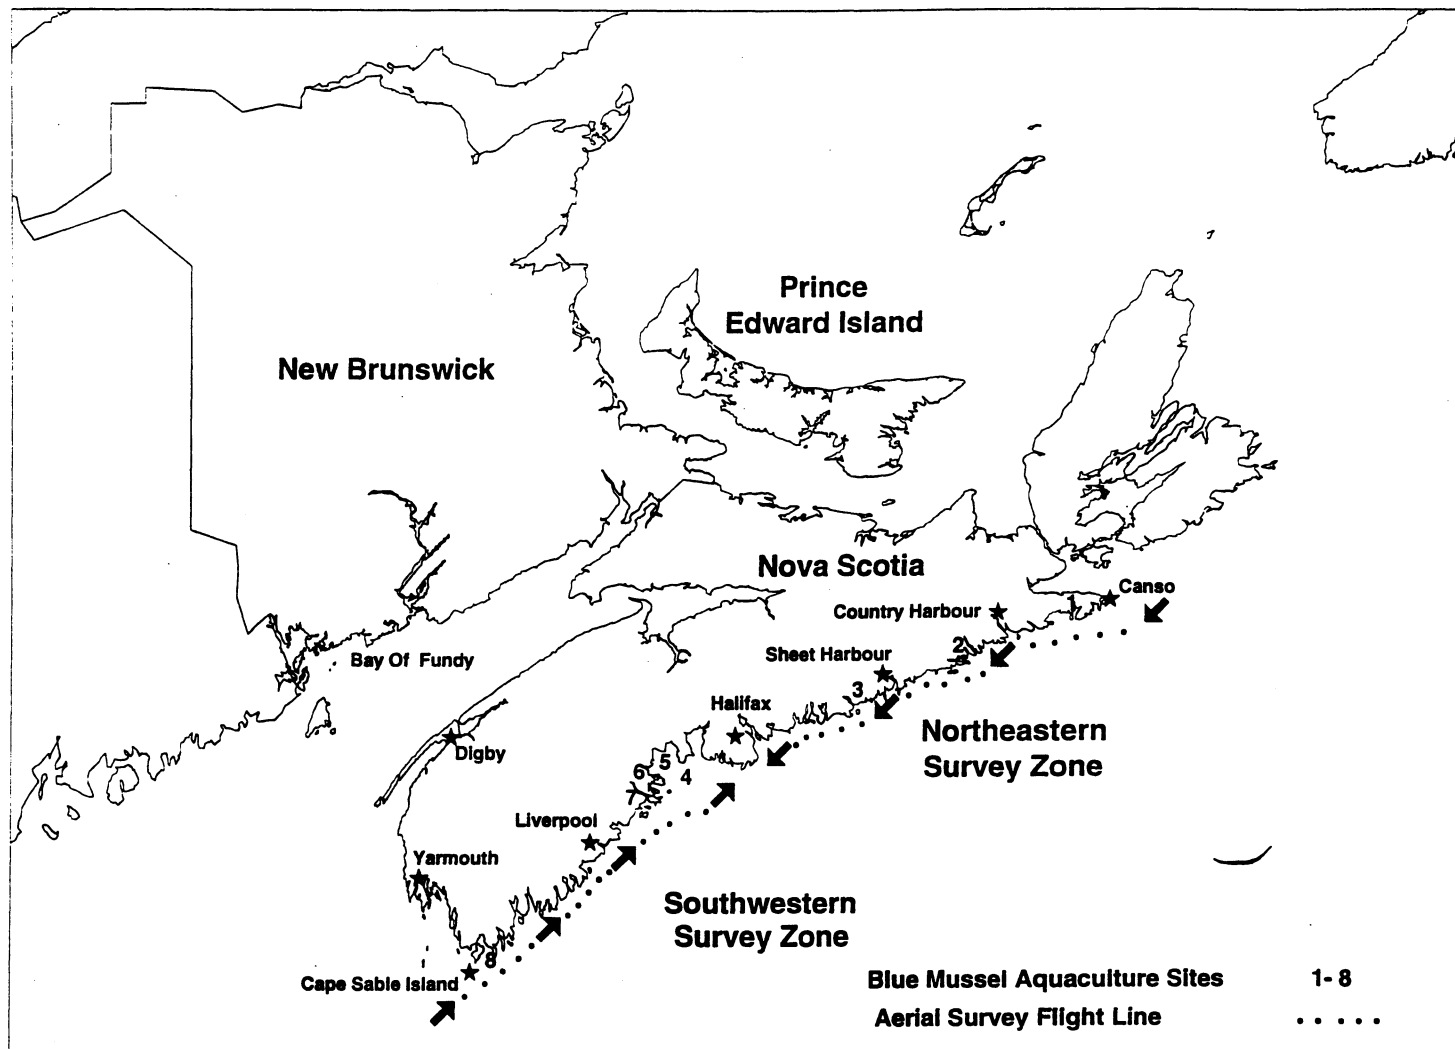 Prince
Edward Island
New Brunswick
Nova Scotia
Canso
1
Country Harbour
2
Sheet Harbour
3
Bay Of Fundy
Halifax
Northeastern
Survey Zone
Digby
5
6
4
7
Liverpool
Yarmouth
Southwestern
Survey Zone
8
Cape Sable Island
Blue Mussel Aquaculture Sites 1-8
Aerial Survey Flight Line .....